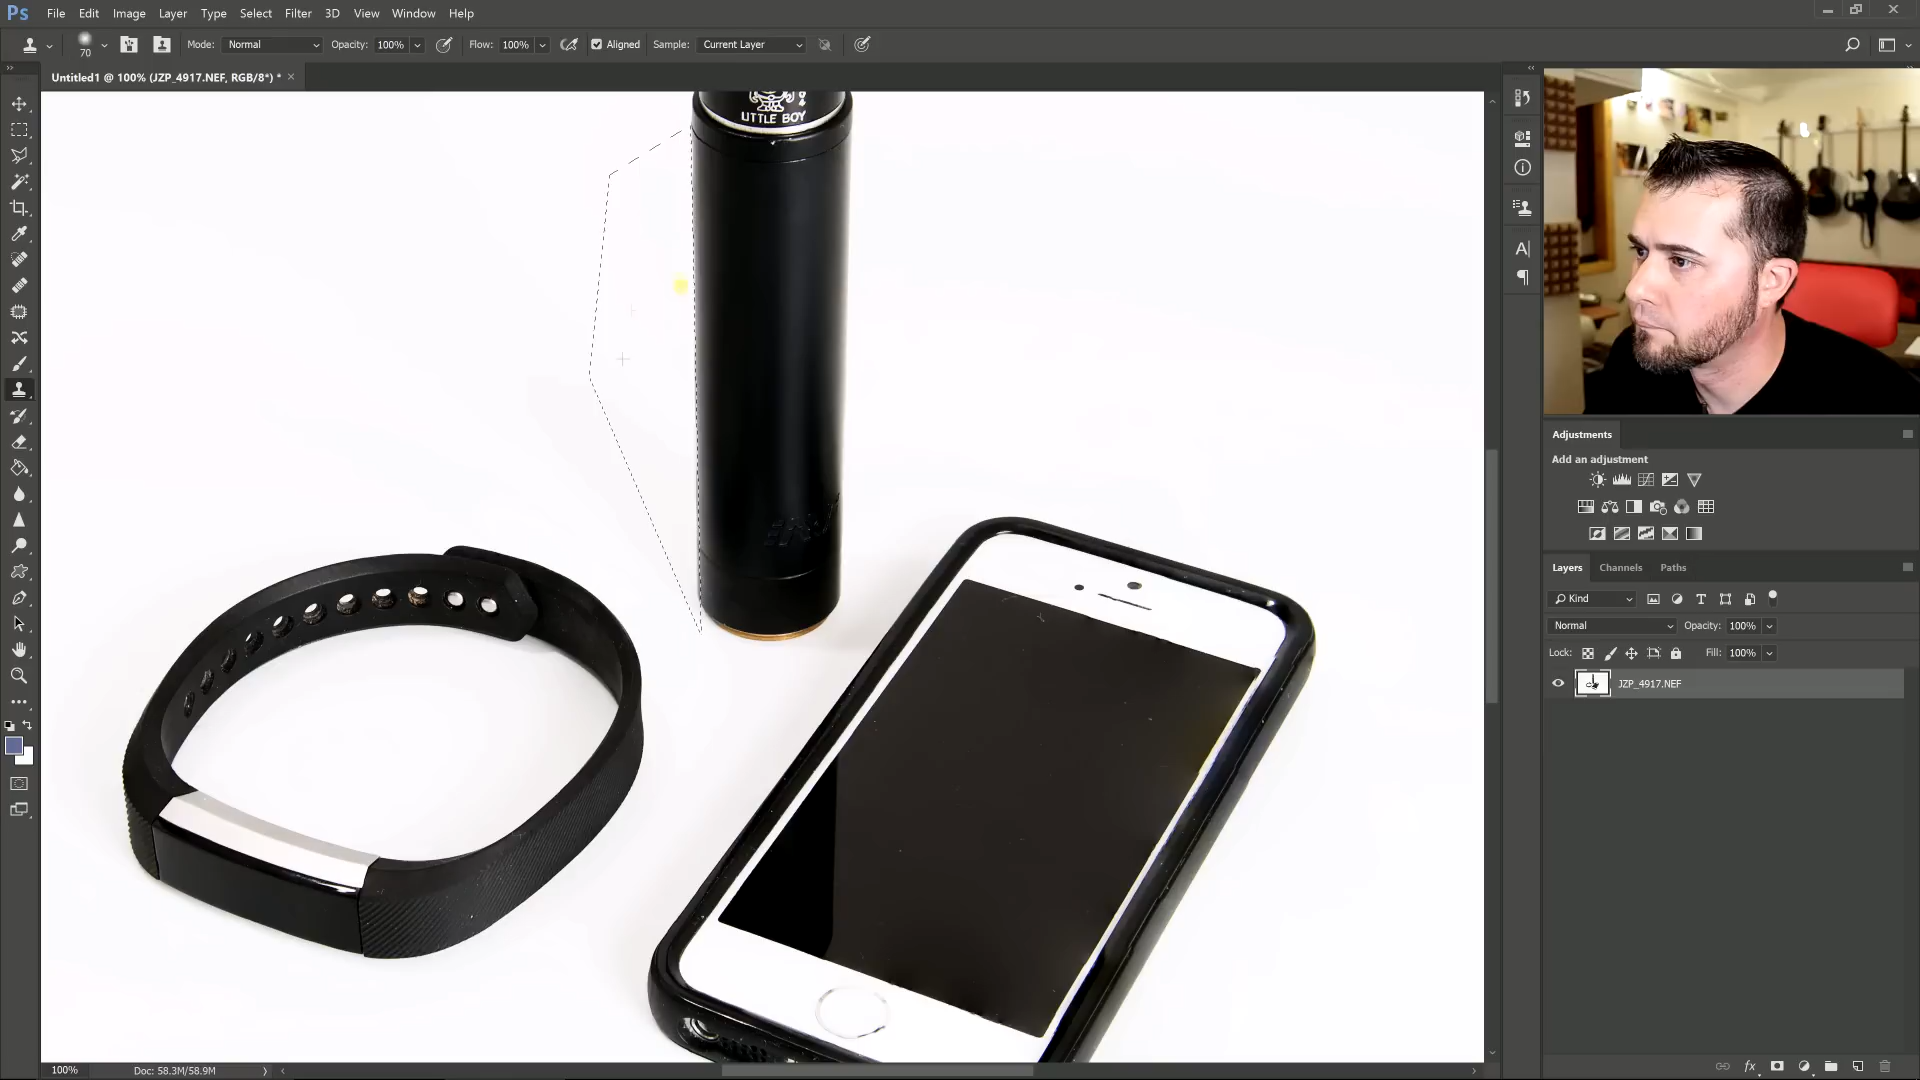 Ps File Edit Image Layer Type Select Filter 3D View Window Help
70 Mode: Normal Opacity: 100% Flow: 100% Aligned Sample: Current Layer
Untitled1 @ 100% (JZP_4917.NEF, RGB/8*) *
LITTLE BOY
Adjustments
Add an adjustment
Layers Channels Paths
Kind
Normal Opacity: 100%
Lock: Fill: 100%
JZP_4917.NEF
fx
100% Doc: 58.3M/58.9M